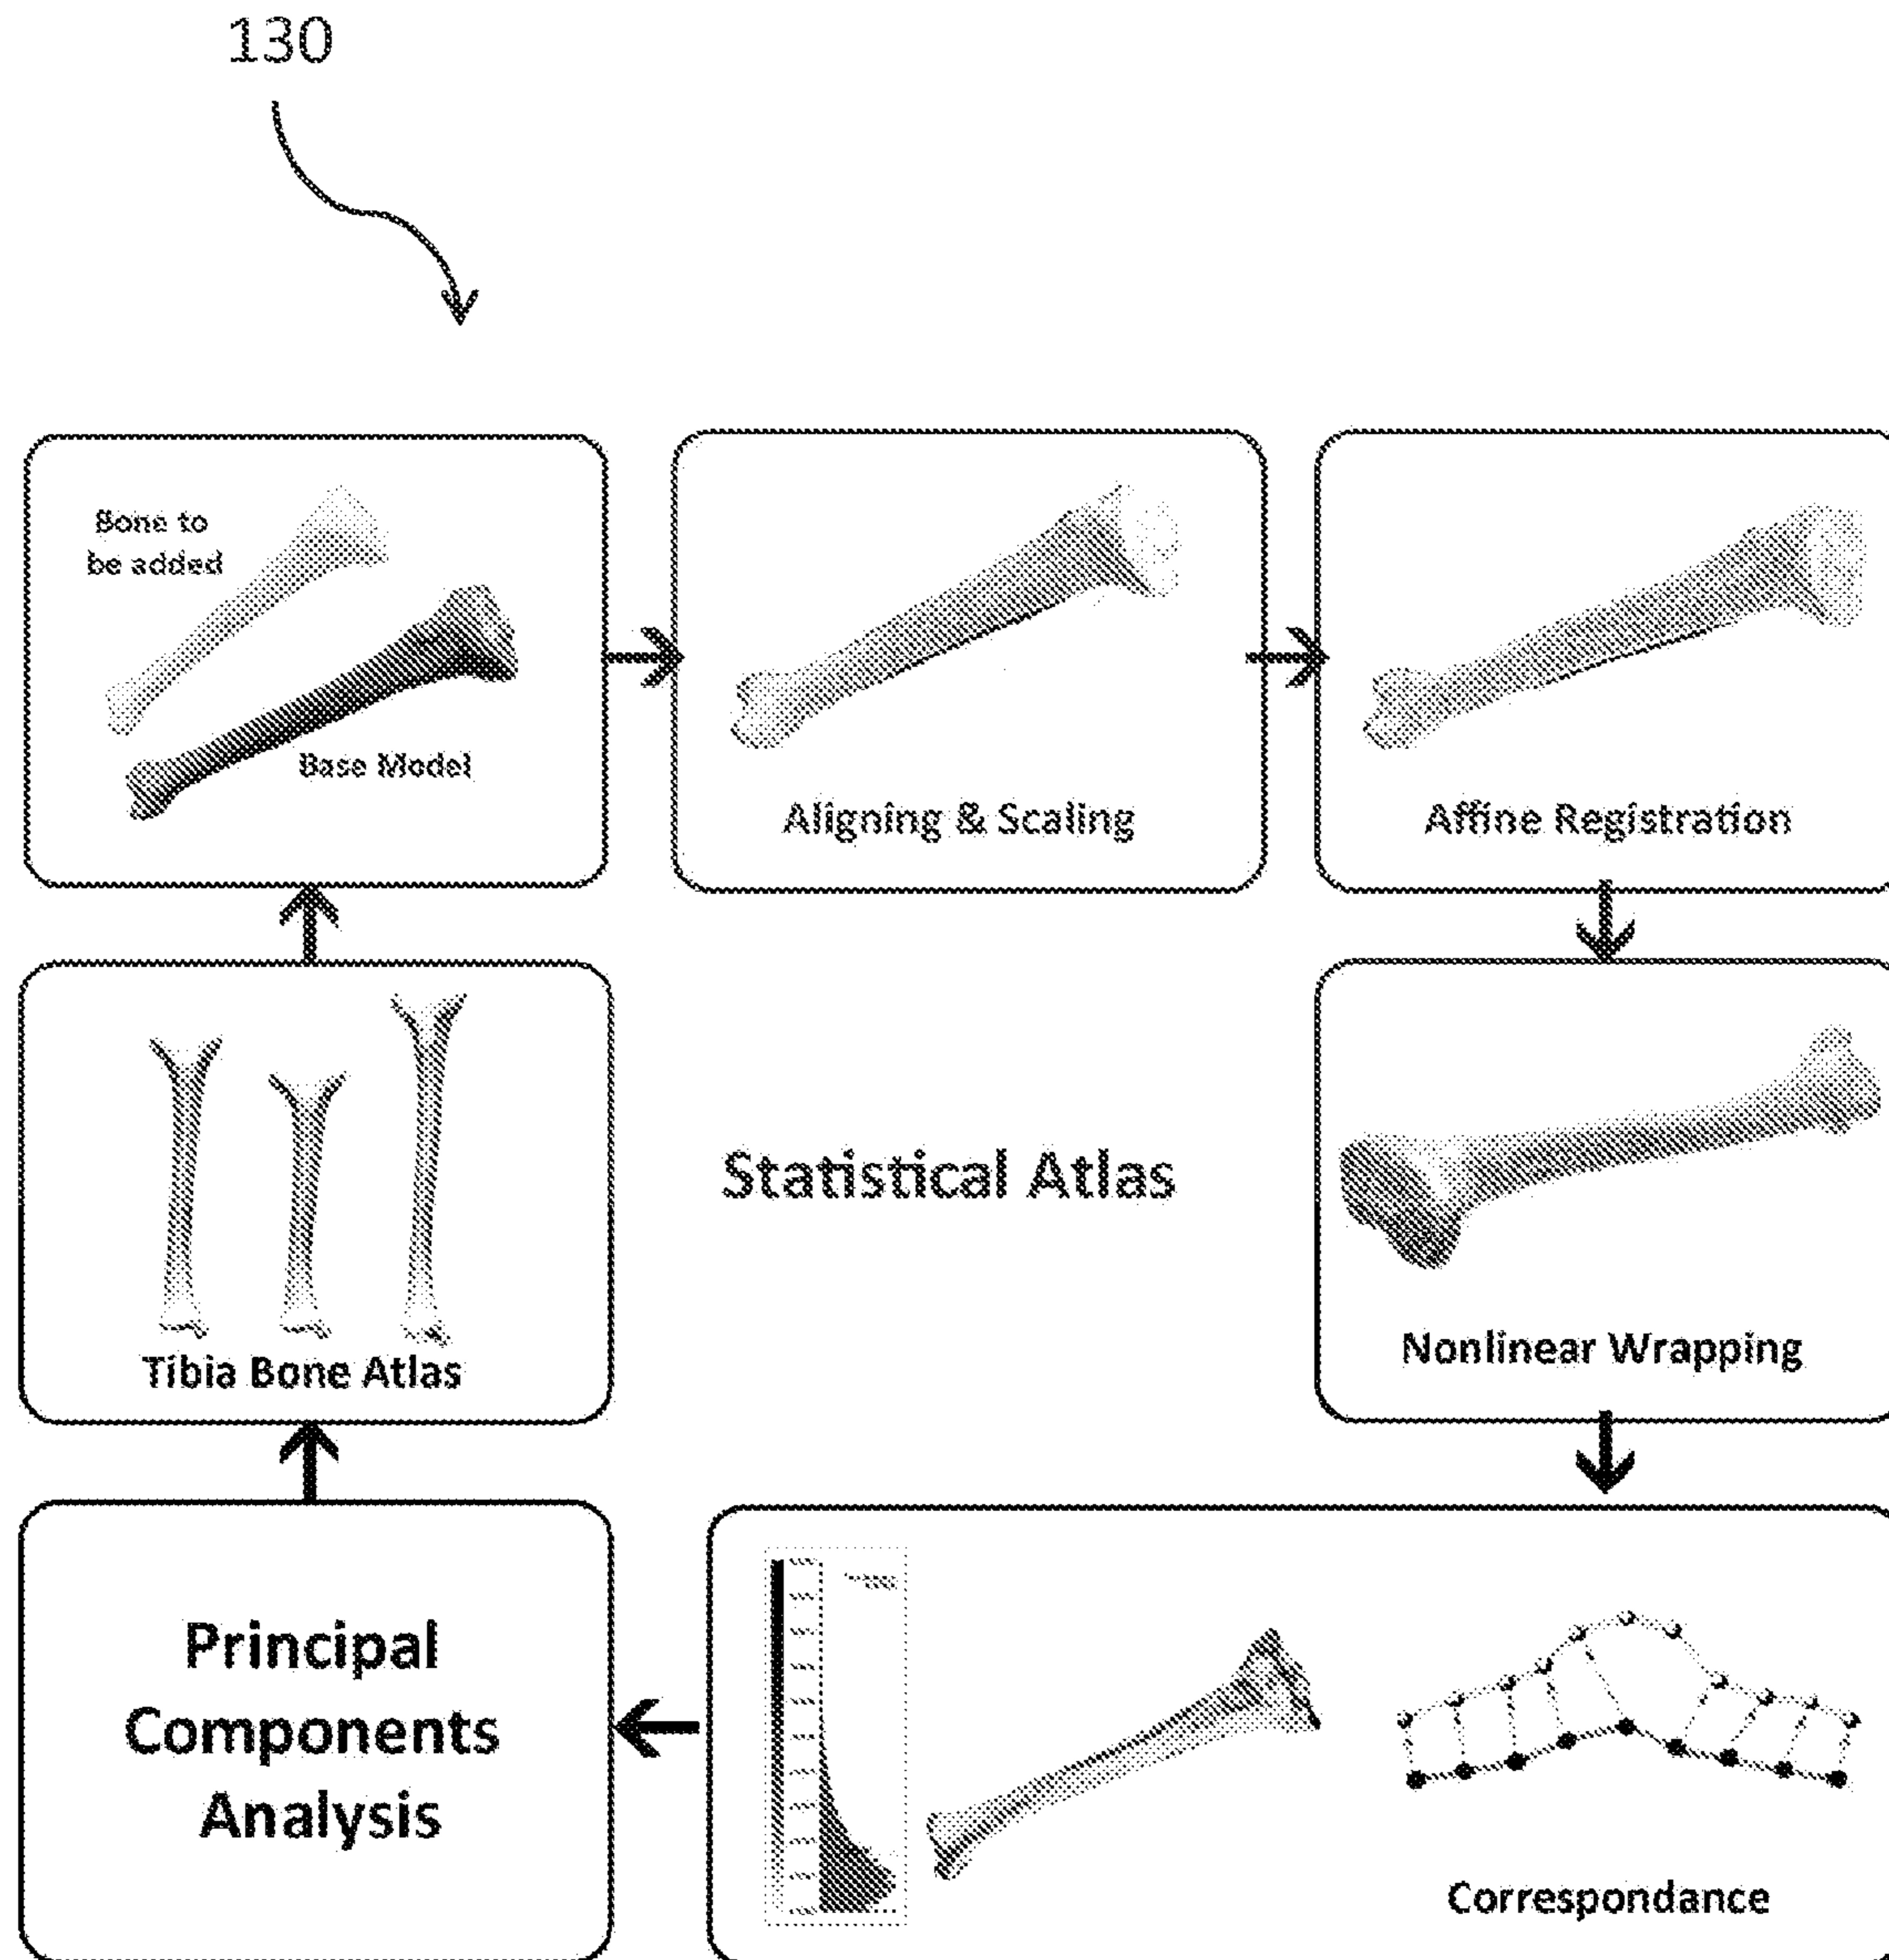 130
Bone to
be added
Base Model
Aligning & Scaling
Affine Registration
Tibia Bone Atlas
Statistical Atlas
Nonlinear Wrapping
Principal
Components
Analysis
Correspondance